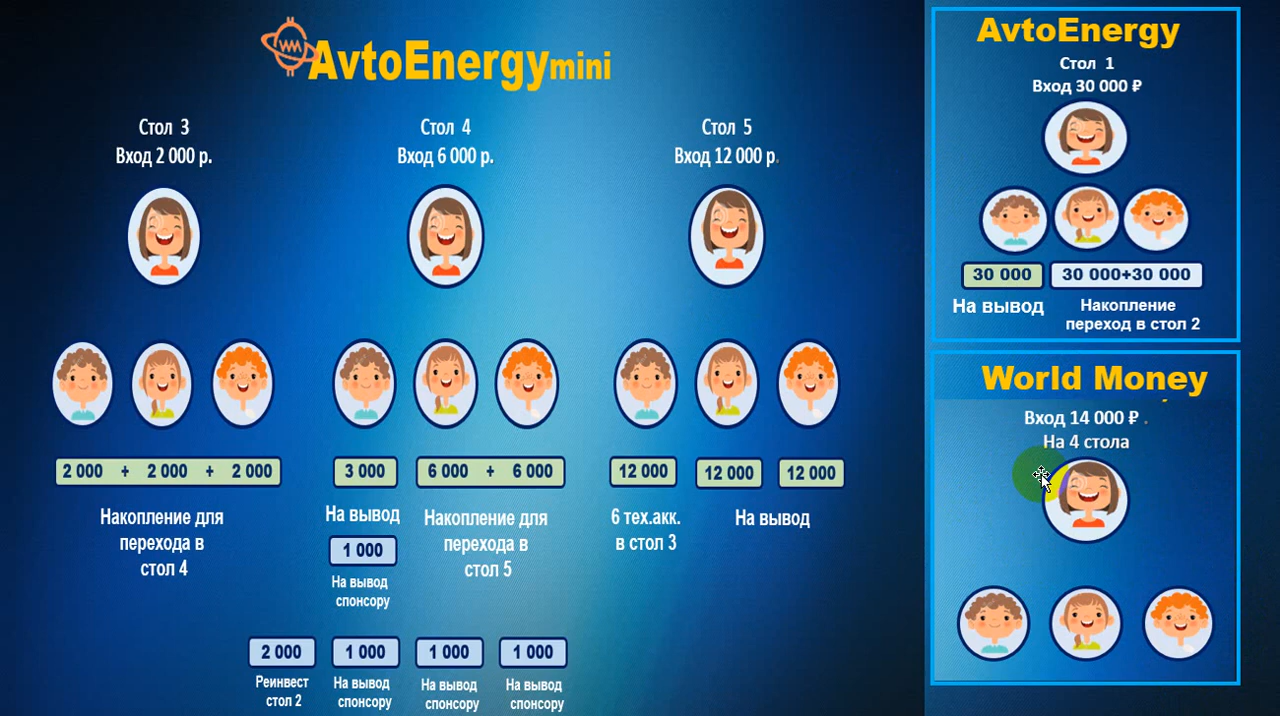 WM
AvtoEnergymini
Стол 3
Вход 2 000 р.
2 000 + 2 000 + 2 000
Накопление для
перехода в
стол 4
Стол 4
Вход 6 000 р.
3 000
На вывод
1 000
На вывод
спонсору
6 000 + 6 000
Накопление для
перехода в
стол 5
2 000
Реинвест
стол 2
1 000
На вывод
спонсору
1 000
На вывод
спонсору
1 000
На вывод
спонсору
Стол 5
Вход 12 000 р.
12 000
6 тех.акк.
в стол 3
12 000
12 000
На вывод
AvtoEnergy
Стол 1
Вход 30 000 ₽
30 000
На вывод
30 000+30 000
Накопление
переход в стол 2
World Money
Вход 14 000 ₽ .
На 4 стола